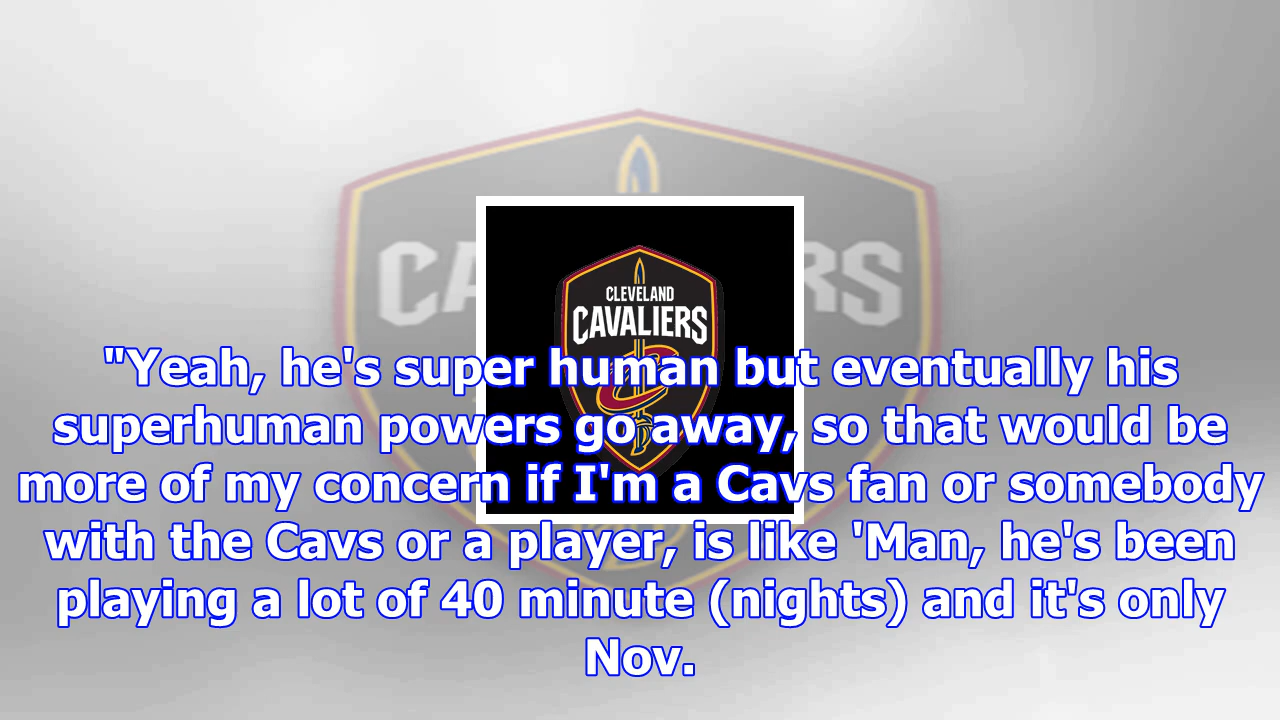 CA
RS
CLEVELAND
CAVALIERS
"Yeah, he's super human but eventually his
superhuman powers go away, so that would be
more of my concern if I'm a Cavs fan or somebody
with the Cavs or a player, is like 'Man, he's been
playing a lot of 40 minute (nights) and it's only
Nov.